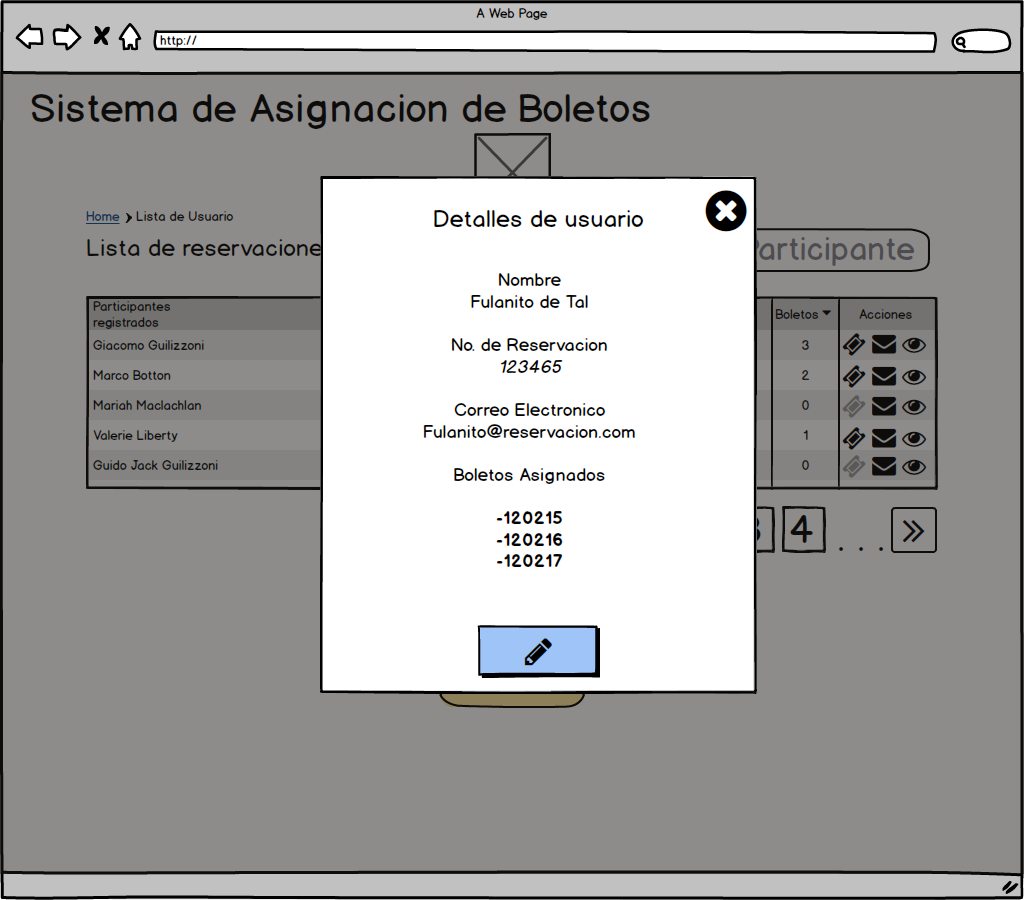 A Web Page
http://
Sistema de Asignacion de Boletos
Home
Lista de Usuario
Lista de reservacione
articipante
Participantes
registrados
Boletos
Acciones
Giacomo Guilizzoni
3
Marco Botton
2
Mariah Maclachlan
0
Valerie Liberty
1
Guido Jack Guilizzoni
0
4
. . .
Detalles de usuario
Nombre
Fulanito de Tal
No. de Reservacion
123465
Correo Electronico
Fulanito@reservacion.com
Boletos Asignados
-120215
-120216
-120217